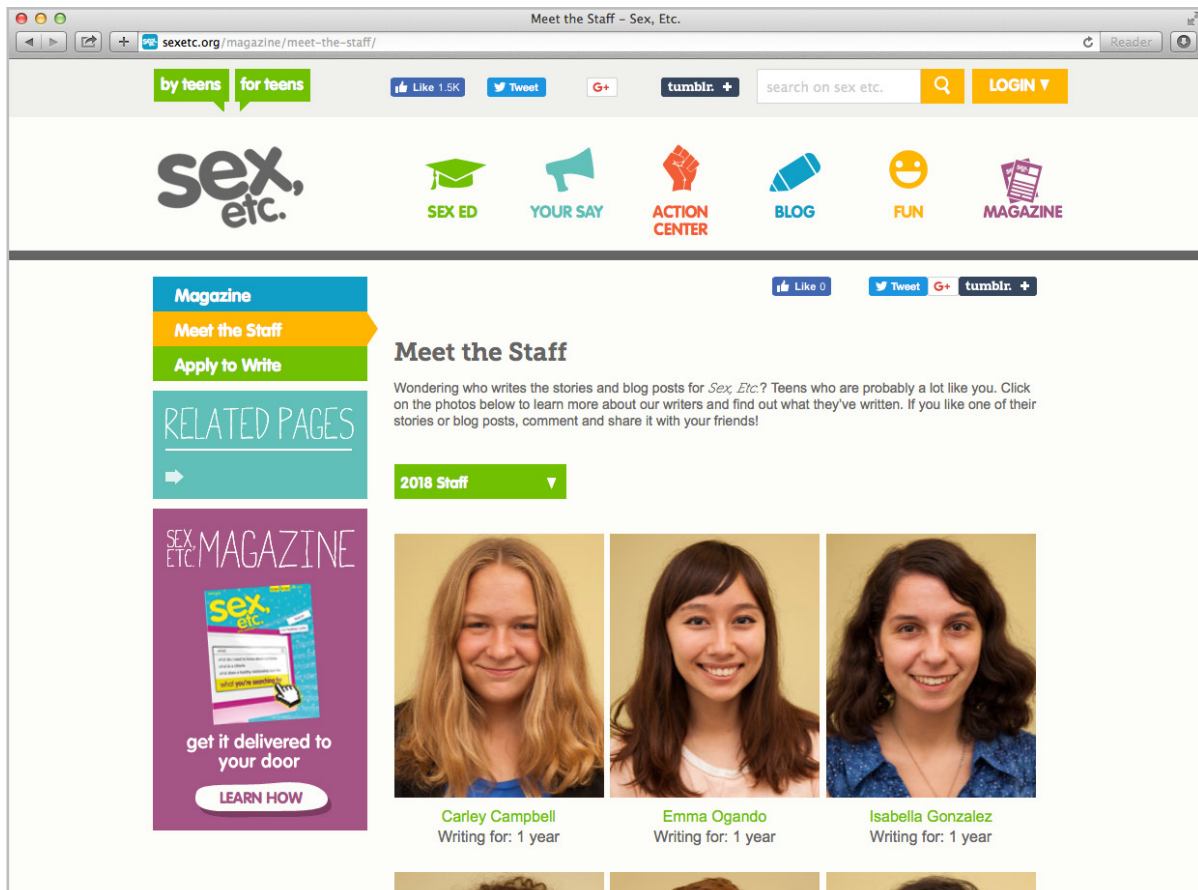 Meet the Staff – Sex, Etc.
sexetc.org/magazine/meet-the-staff/
Reader
by teens
for teens
Like 1.5K
Tweet
G+
tumblr. +
search on sex etc.
LOGIN ▼
sex,
etc.
SEX ED
YOUR SAY
ACTION
CENTER
BLOG
FUN
MAGAZINE
Magazine
Meet the Staff
Apply to Write
Like 0
Tweet
G+
tumblr. +
Meet the Staff
Wondering who writes the stories and blog posts for Sex, Etc.? Teens who are probably a lot like you. Click
on the photos below to learn more about our writers and find out what they've written. If you like one of their
stories or blog posts, comment and share it with your friends!
RELATED PAGES
2018 Staff ▼
SEX,
ETC.
MAGAZINE
sex,
etc.
what you're searching
get it delivered to
your door
LEARN HOW
Carley Campbell
Writing for: 1 year
Emma Ogando
Writing for: 1 year
Isabella Gonzalez
Writing for: 1 year